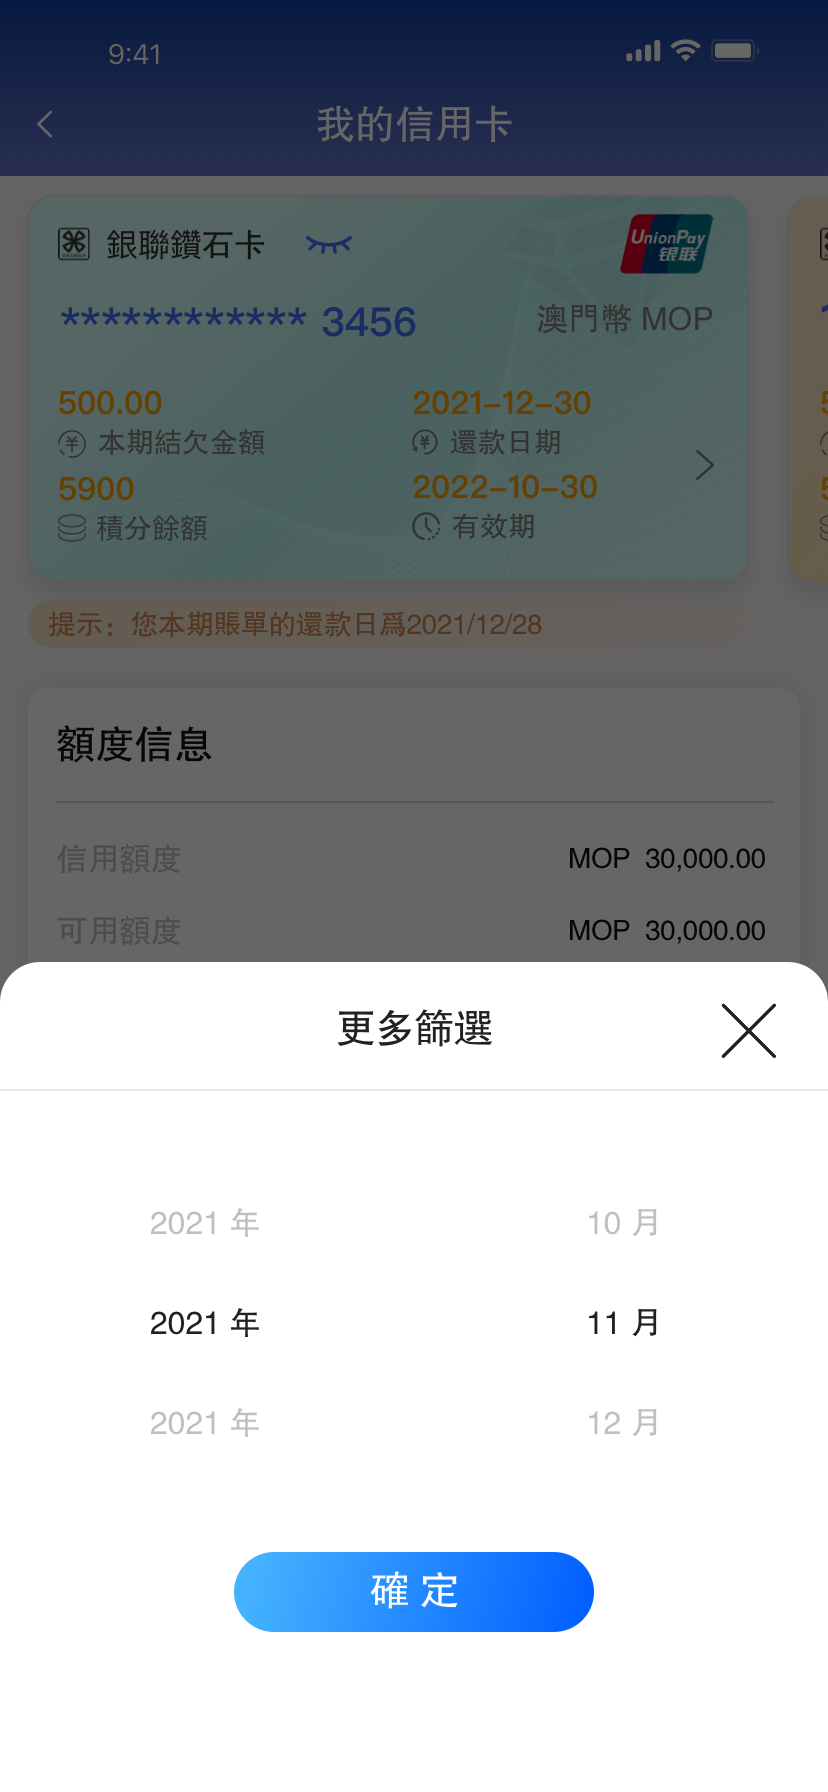 9:41
我的信用卡
銀聯鑽石卡
UnionPay
银联
************ 3456
澳門幣 MOP
500.00
2021-12-30
本期結欠金額
還款日期
5900
2022-10-30
積分餘額
有效期
提示：您本期賬單的還款日爲2021/12/28
額度信息
信用額度 MOP 30,000.00
可用額度 MOP 30,000.00
更多篩選
2021 年 10 月
2021 年 11 月
2021 年 12 月
確 定